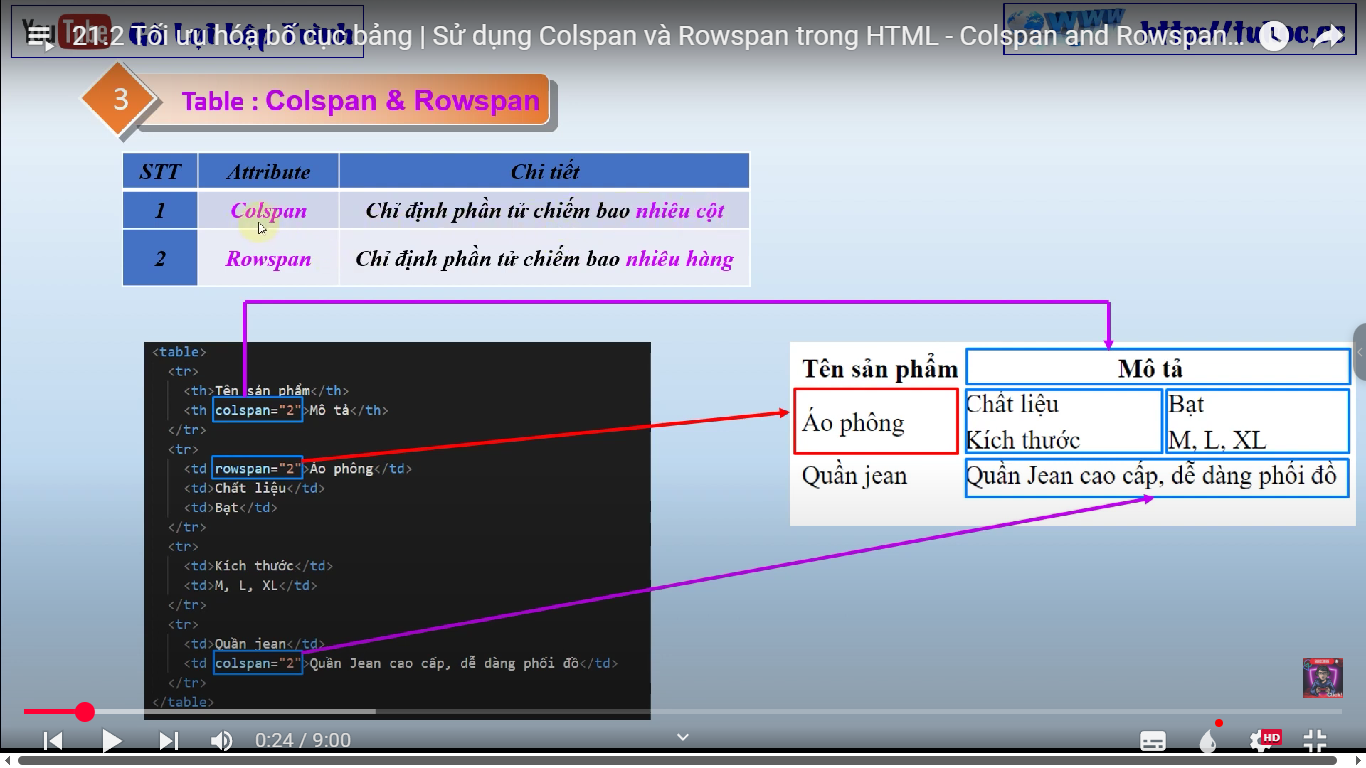 YouTube
21.2 Tối ưu hóa bố cục bảng | Sử dụng Colspan và Rowspan trong HTML - Colspan and Rowspan...
3
Table : Colspan & Rowspan
STT Attribute Chi tiết
1 Colspan Chỉ định phần tử chiếm bao nhiêu cột
2 Rowspan Chỉ định phần tử chiếm bao nhiêu hàng
<table>
<tr>
<th>Tên sản phẩm</th>
<th colspan="2">Mô tả</th>
</tr>
<tr>
<td rowspan="2">Áo phông</td>
<td>Chất liệu</td>
<td>Bạt</td>
</tr>
<tr>
<td>Kích thước</td>
<td>M, L, XL</td>
</tr>
<tr>
<td>Quần jean</td>
<td colspan="2">Quần Jean cao cấp, dễ dàng phối đồ</td>
</tr>
</table>
Tên sản phẩm Mô tả
Áo phông
Chất liệu Bạt
Kích thước M, L, XL
Quần jean Quần Jean cao cấp, dễ dàng phối đồ
0:24 / 9:00
HD